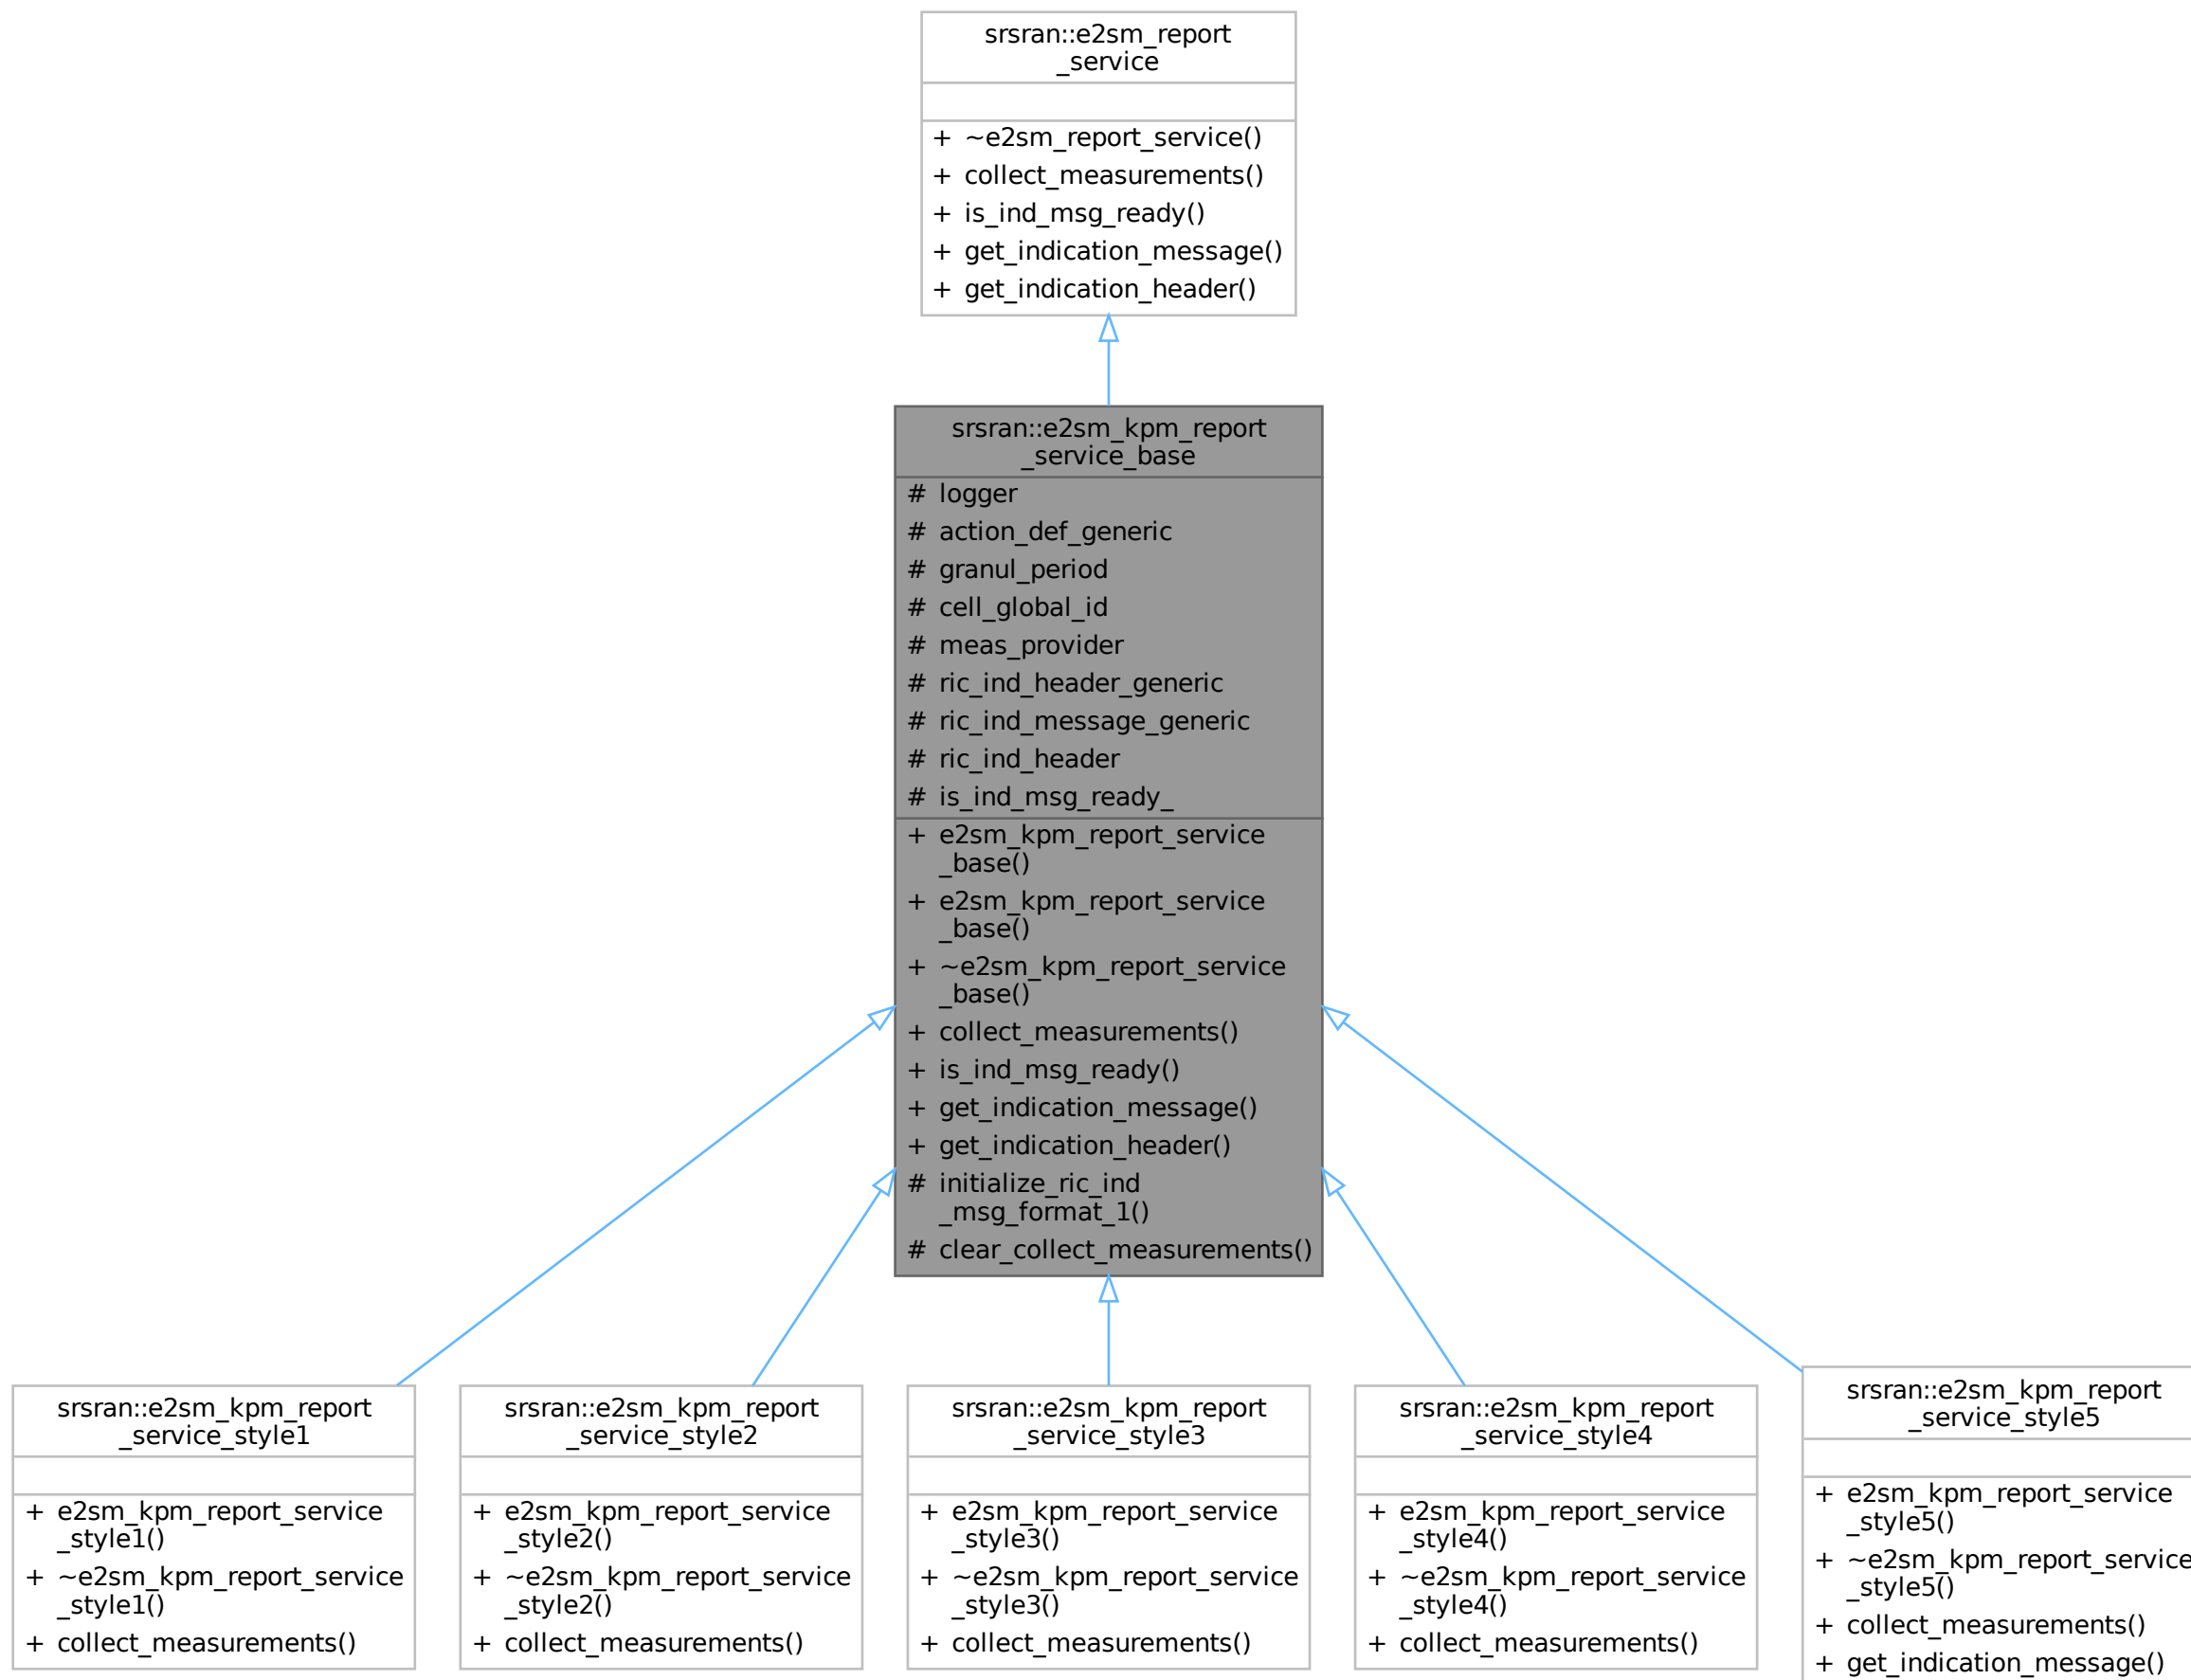 srsran::e2sm_report
_service
+ ~e2sm_report_service()
+ collect_measurements()
+ is_ind_msg_ready()
+ get_indication_message()
+ get_indication_header()
srsran::e2sm_kpm_report
_service_base
# logger
# action_def_generic
# granul_period
# cell_global_id
# meas_provider
# ric_ind_header_generic
# ric_ind_message_generic
# ric_ind_header
# is_ind_msg_ready_
+ e2sm_kpm_report_service
_base()
+ e2sm_kpm_report_service
_base()
+ ~e2sm_kpm_report_service
_base()
+ collect_measurements()
+ is_ind_msg_ready()
+ get_indication_message()
+ get_indication_header()
# initialize_ric_ind
_msg_format_1()
# clear_collect_measurements()
srsran::e2sm_kpm_report
_service_style1
+ e2sm_kpm_report_service
_style1()
+ ~e2sm_kpm_report_service
_style1()
+ collect_measurements()
srsran::e2sm_kpm_report
_service_style2
+ e2sm_kpm_report_service
_style2()
+ ~e2sm_kpm_report_service
_style2()
+ collect_measurements()
srsran::e2sm_kpm_report
_service_style3
+ e2sm_kpm_report_service
_style3()
+ ~e2sm_kpm_report_service
_style3()
+ collect_measurements()
srsran::e2sm_kpm_report
_service_style4
+ e2sm_kpm_report_service
_style4()
+ ~e2sm_kpm_report_service
_style4()
+ collect_measurements()
srsran::e2sm_kpm_report
_service_style5
+ e2sm_kpm_report_service
_style5()
+ ~e2sm_kpm_report_service
_style5()
+ collect_measurements()
+ get_indication_message()